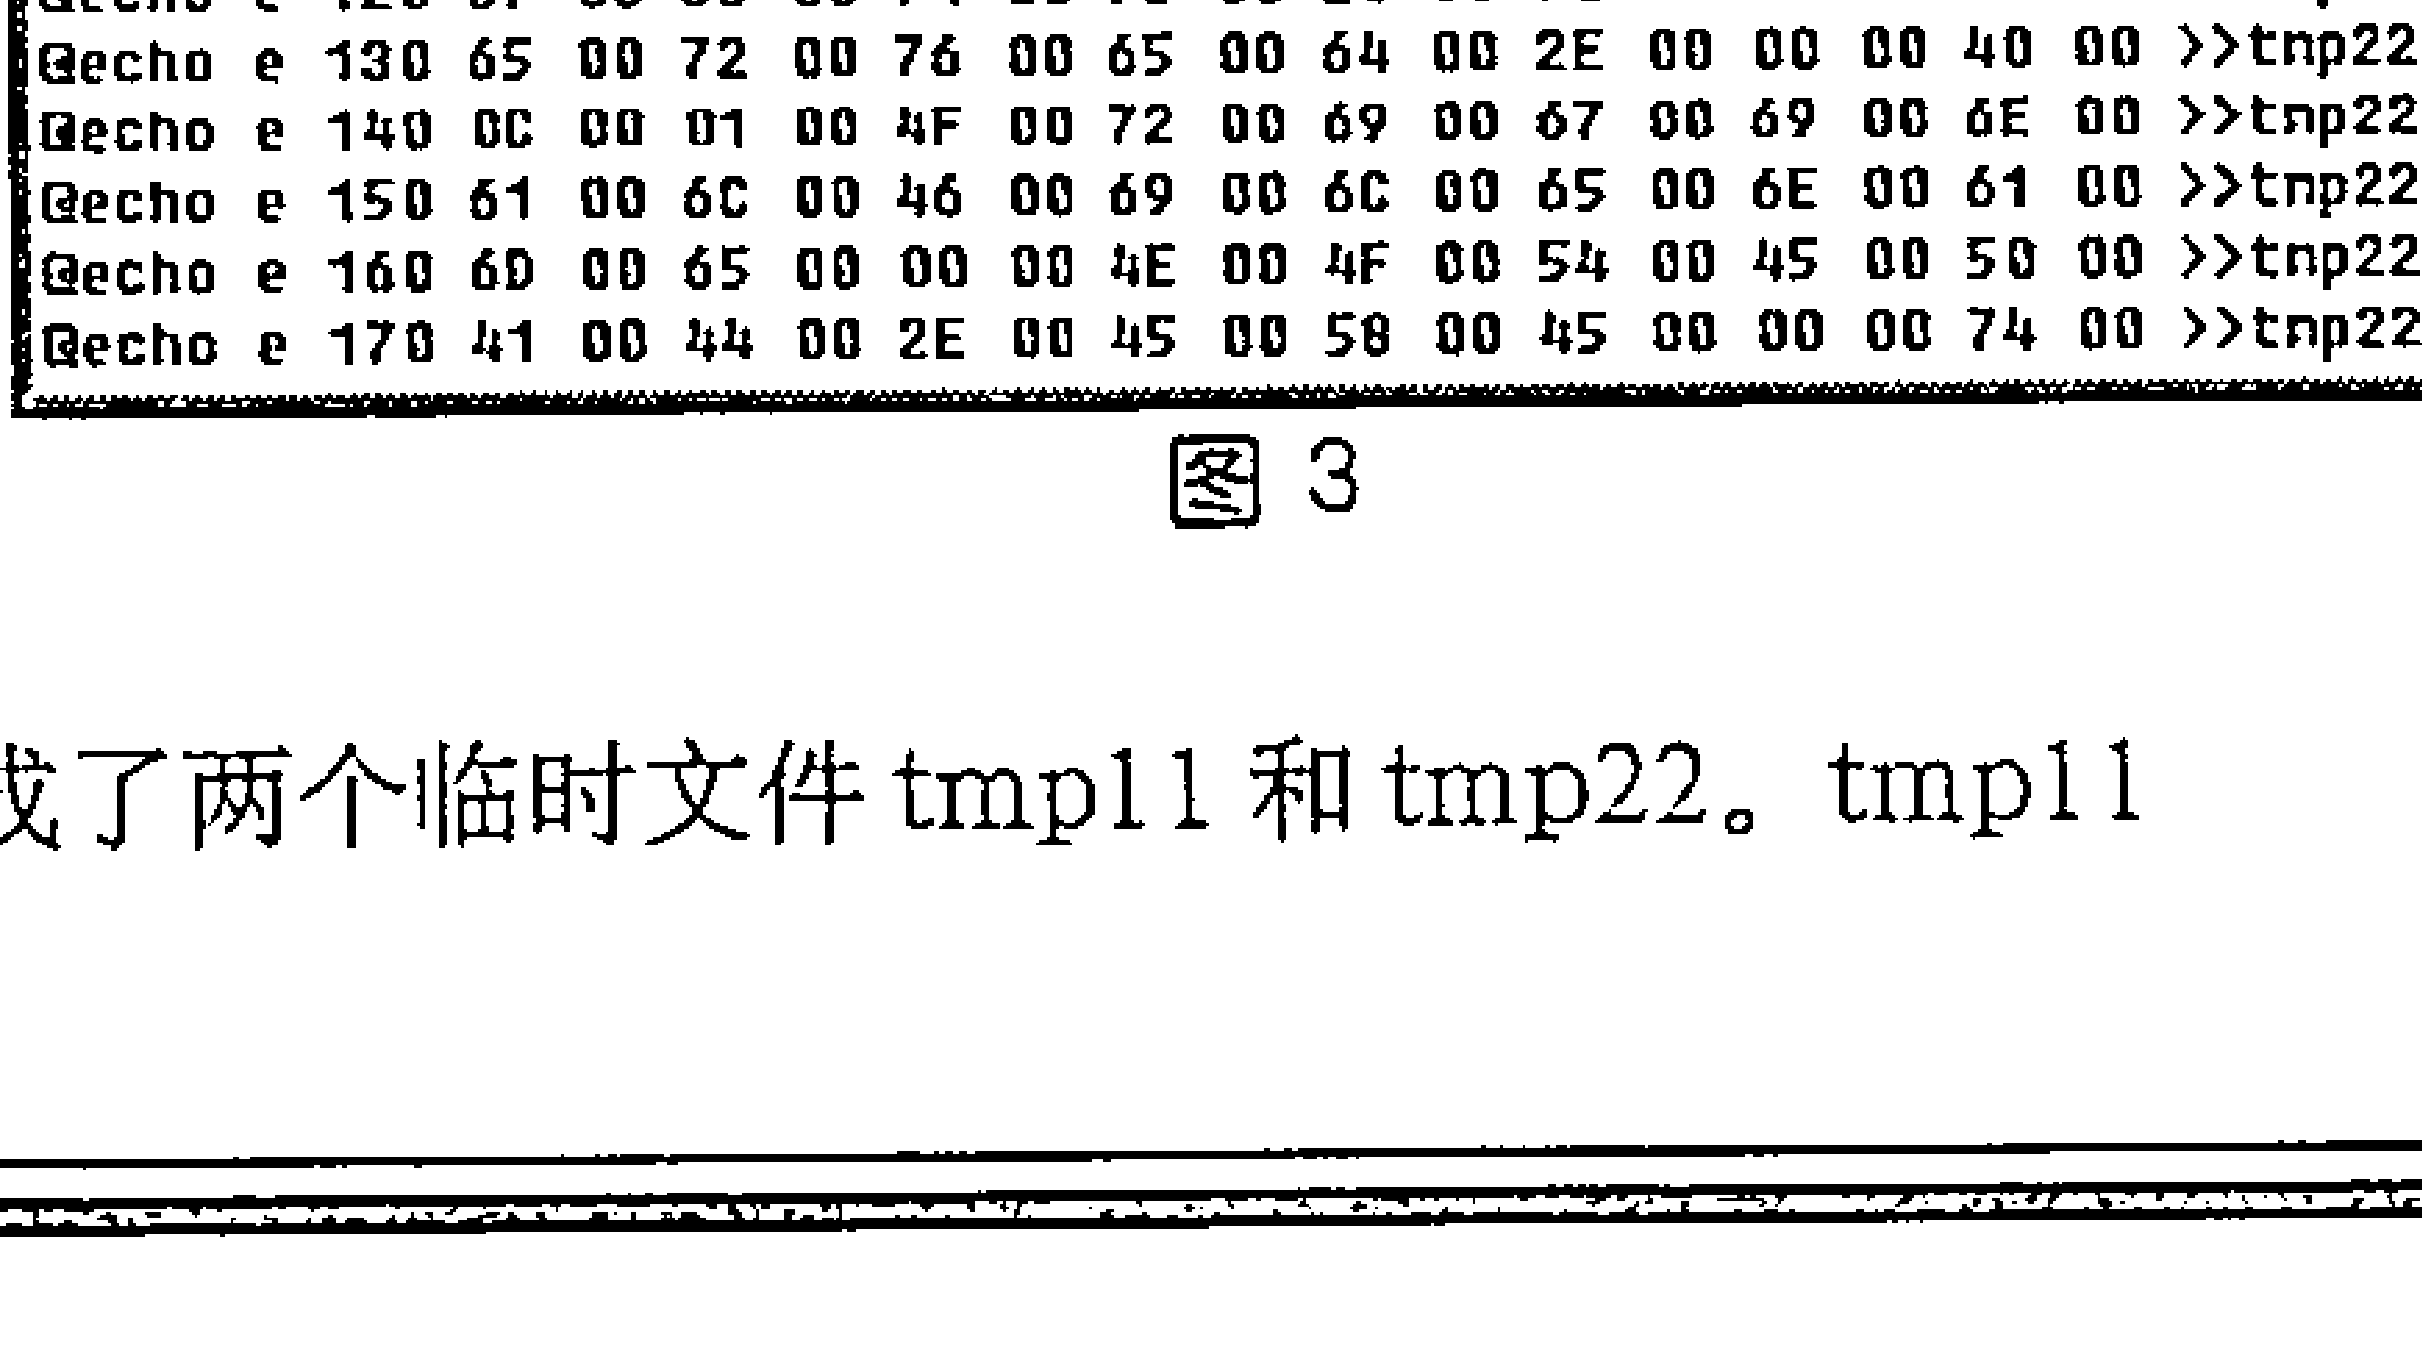 @echo e 130 65 00 72 00 76 00 65 00 64 00 2E 00 00 00 40 00 >>tmp22
@echo e 140 0C 00 01 00 4F 00 72 00 69 00 67 00 69 00 6E 00 >>tmp22
@echo e 150 61 00 6C 00 46 00 69 00 6C 00 65 00 6E 00 61 00 >>tmp22
@echo e 160 6D 00 65 00 00 00 4E 00 4F 00 54 00 45 00 50 00 >>tmp22
@echo e 170 41 00 44 00 2E 00 45 00 58 00 45 00 00 00 74 00 >>tmp22
图 3
了两个临时文件 tmp11 和 tmp22。tmp11